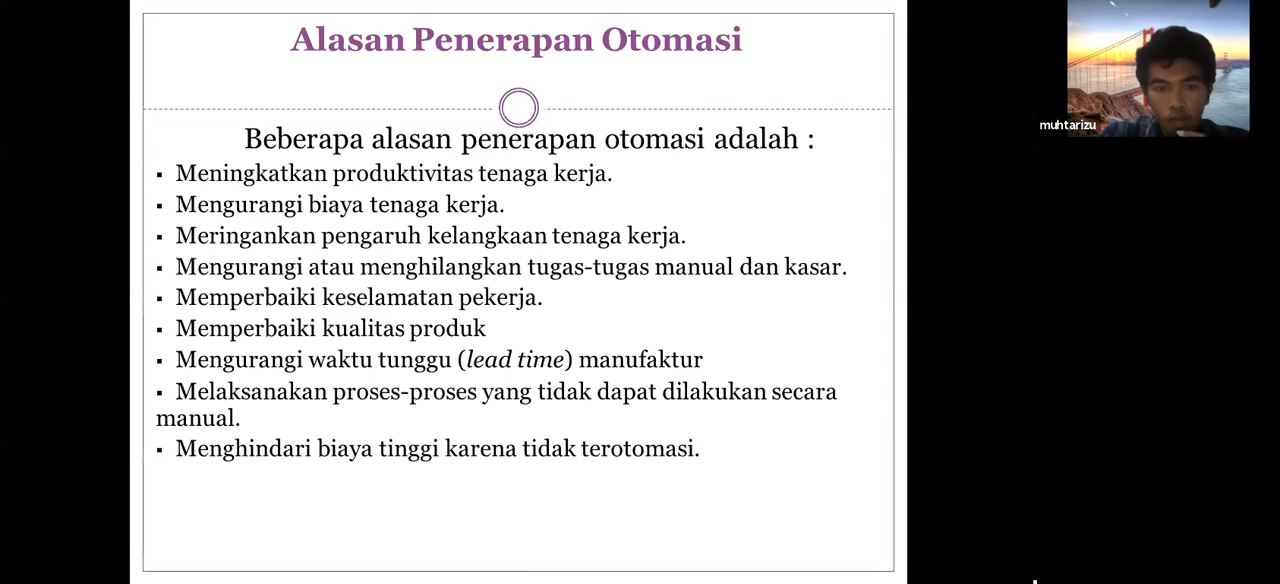 Alasan Penerapan Otomasi
Beberapa alasan penerapan otomasi adalah :
▪ Meningkatkan produktivitas tenaga kerja.
▪ Mengurangi biaya tenaga kerja.
▪ Meringankan pengaruh kelangkaan tenaga kerja.
▪ Mengurangi atau menghilangkan tugas-tugas manual dan kasar.
▪ Memperbaiki keselamatan pekerja.
▪ Memperbaiki kualitas produk
▪ Mengurangi waktu tunggu (lead time) manufaktur
▪ Melaksanakan proses-proses yang tidak dapat dilakukan secara
manual.
▪ Menghindari biaya tinggi karena tidak terotomasi.
muhtarizu